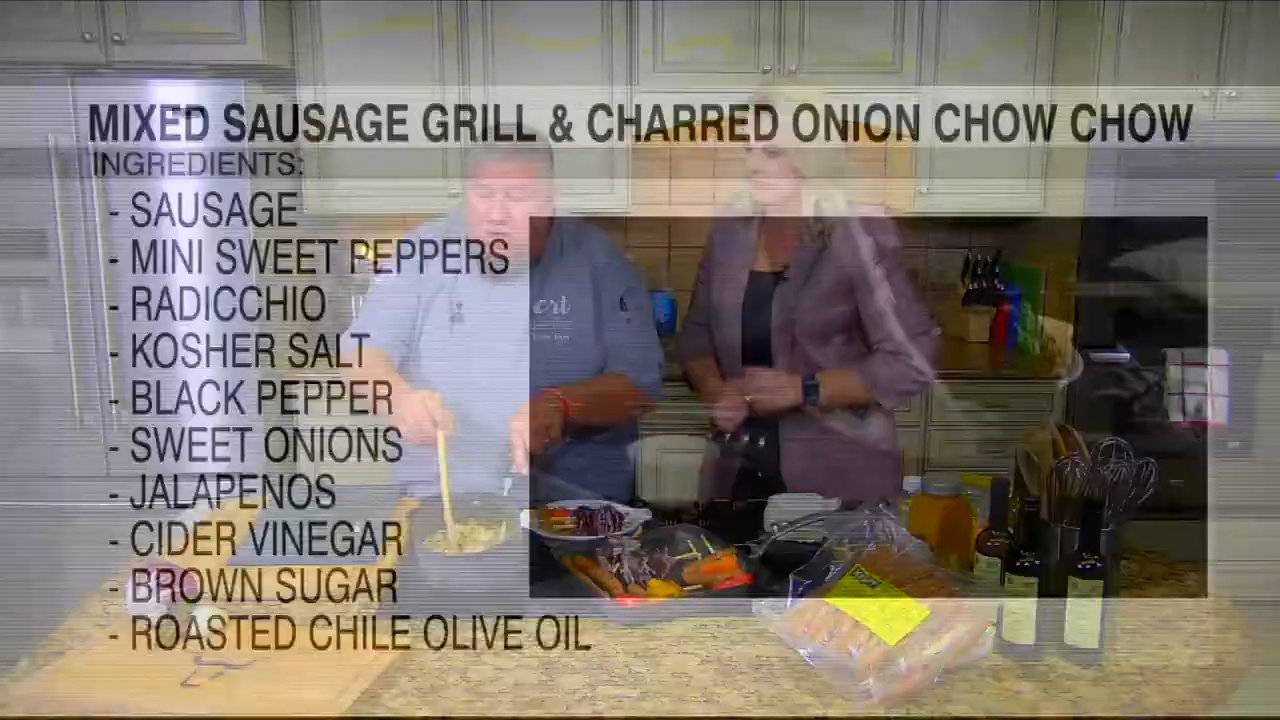 MIXED SAUSAGE GRILL & CHARRED ONION CHOW CHOW
INGREDIENTS:
- SAUSAGE
- MINI SWEET PEPPERS
- RADICCHIO
- KOSHER SALT
- BLACK PEPPER
- SWEET ONIONS
- JALAPENOS
- CIDER VINEGAR
- BROWN SUGAR
- ROASTED CHILE OLIVE OIL